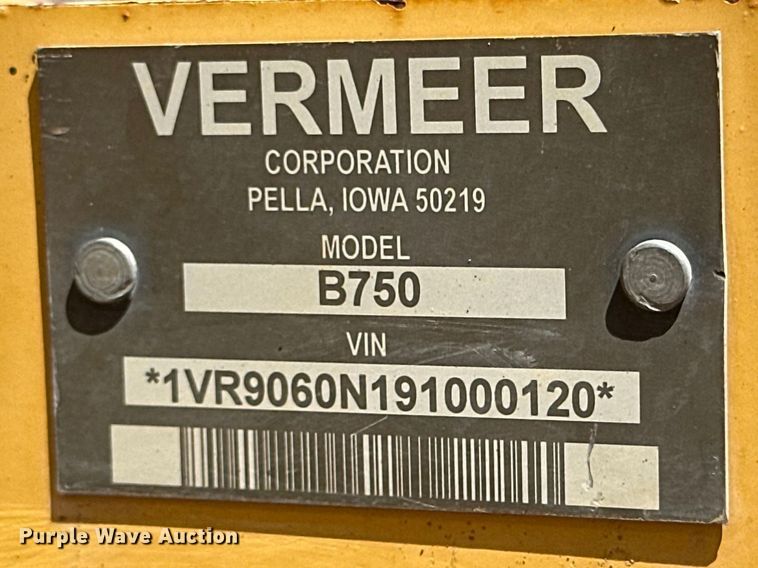 VERMEER
CORPORATION
PELLA, IOWA 50219
MODEL
B750
VIN
*1VR9060N191000120*
Purple Wave Auction